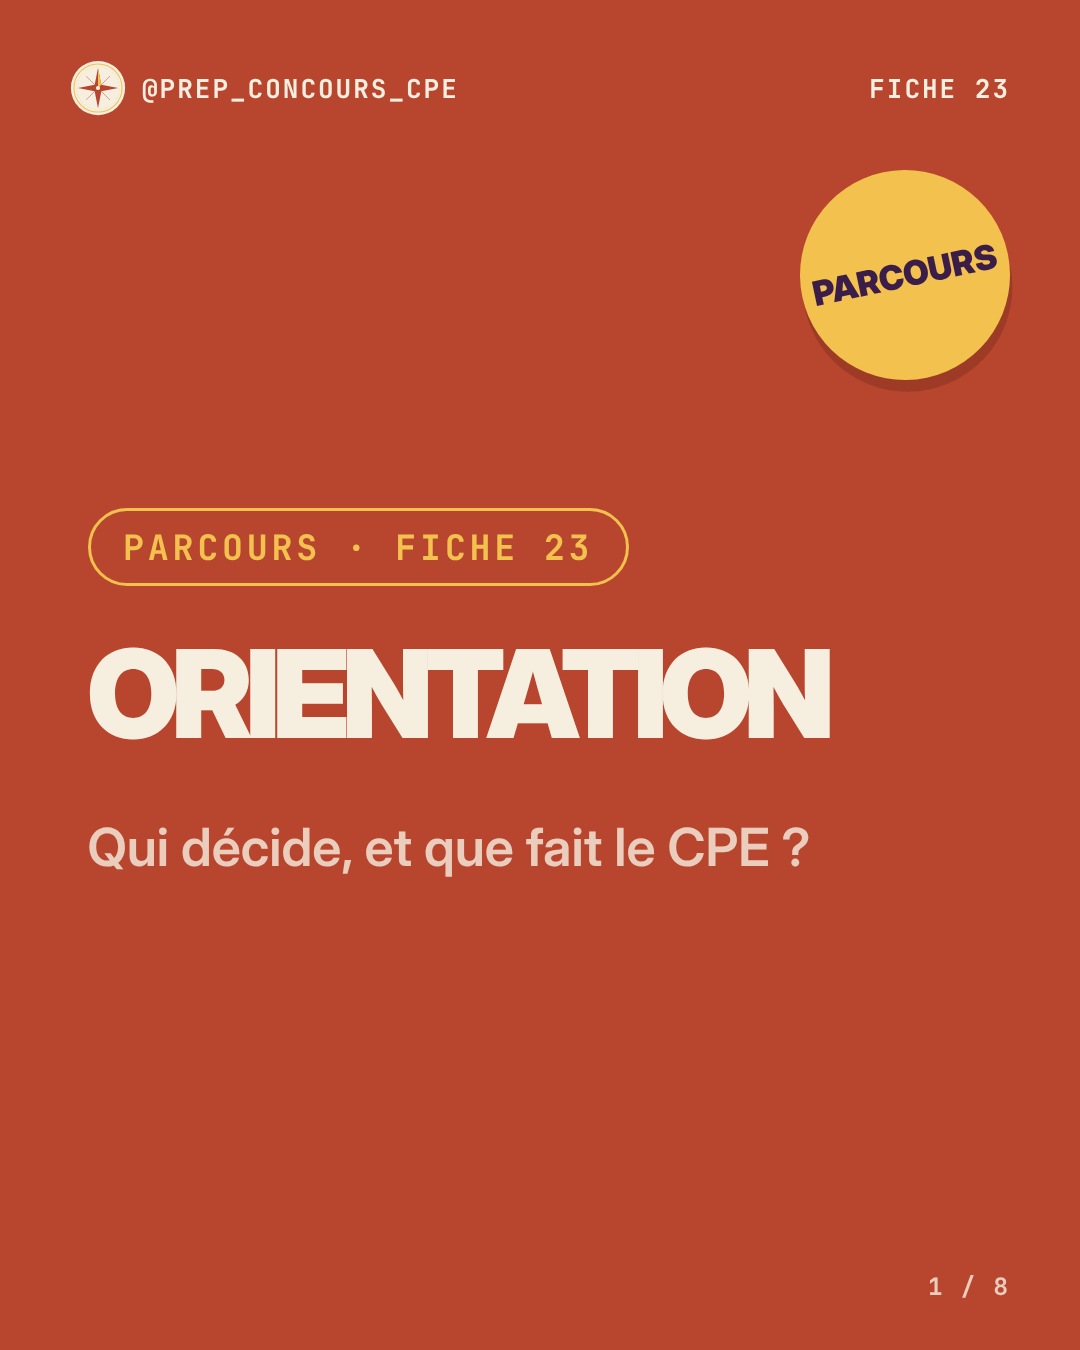 @PREP_CONCOURS_CPE
FICHE 23
PARCOURS
PARCOURS · FICHE 23
ORIENTATION
Qui décide, et que fait le CPE ?
1 / 8